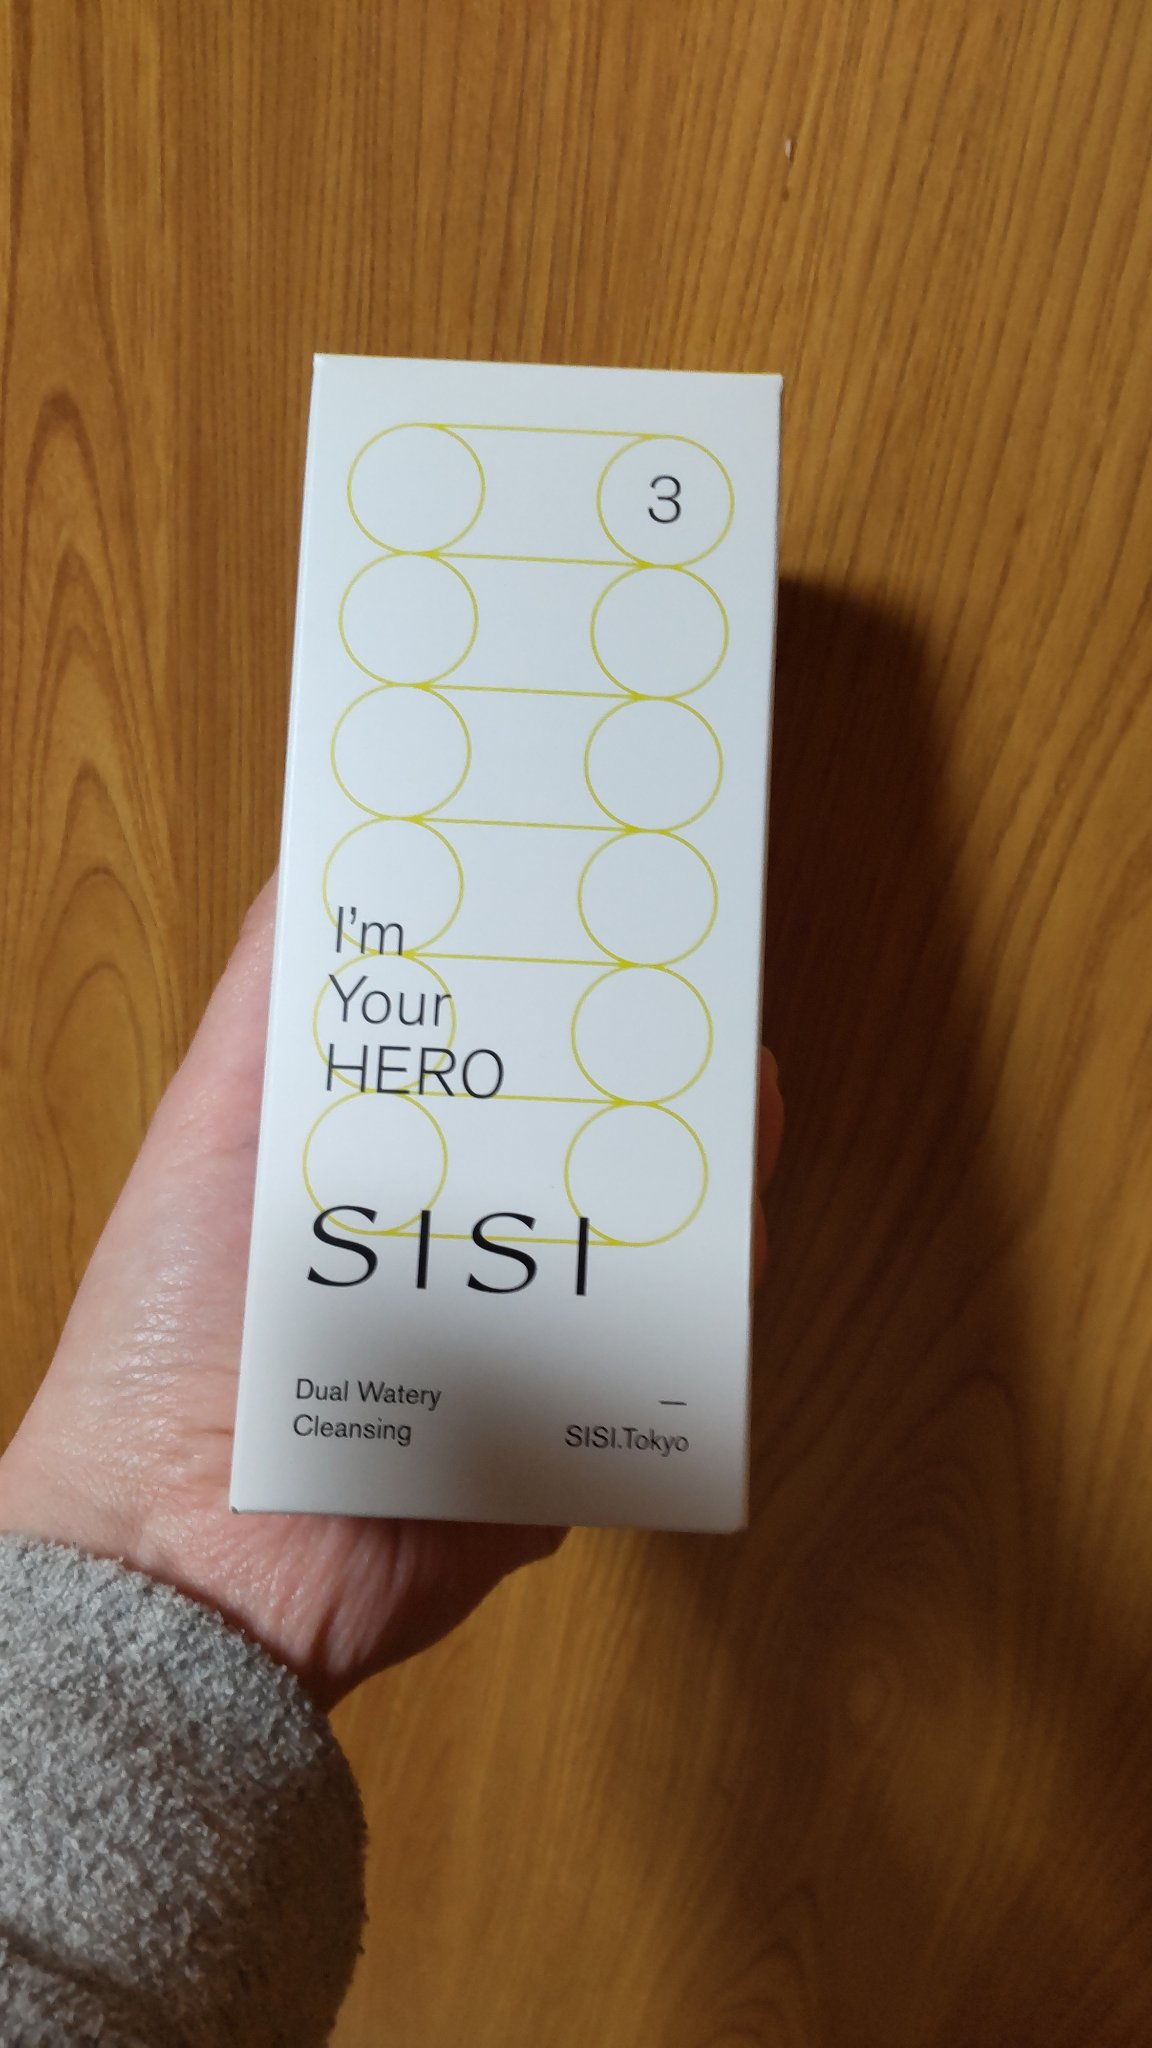 3
I'm
Your
HERO
SISI
Dual Watery
Cleansing
—
SISI.Tokyo